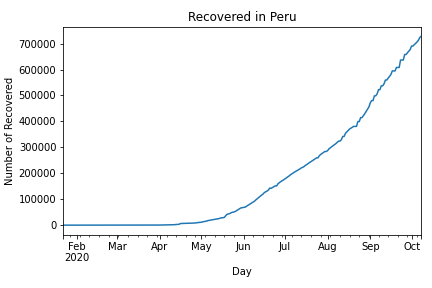 Recovered in Peru
Number of Recovered
700000
600000
500000
400000
300000
200000
100000
0
Feb Mar Apr May Jun Jul Aug Sep Oct
2020
Day